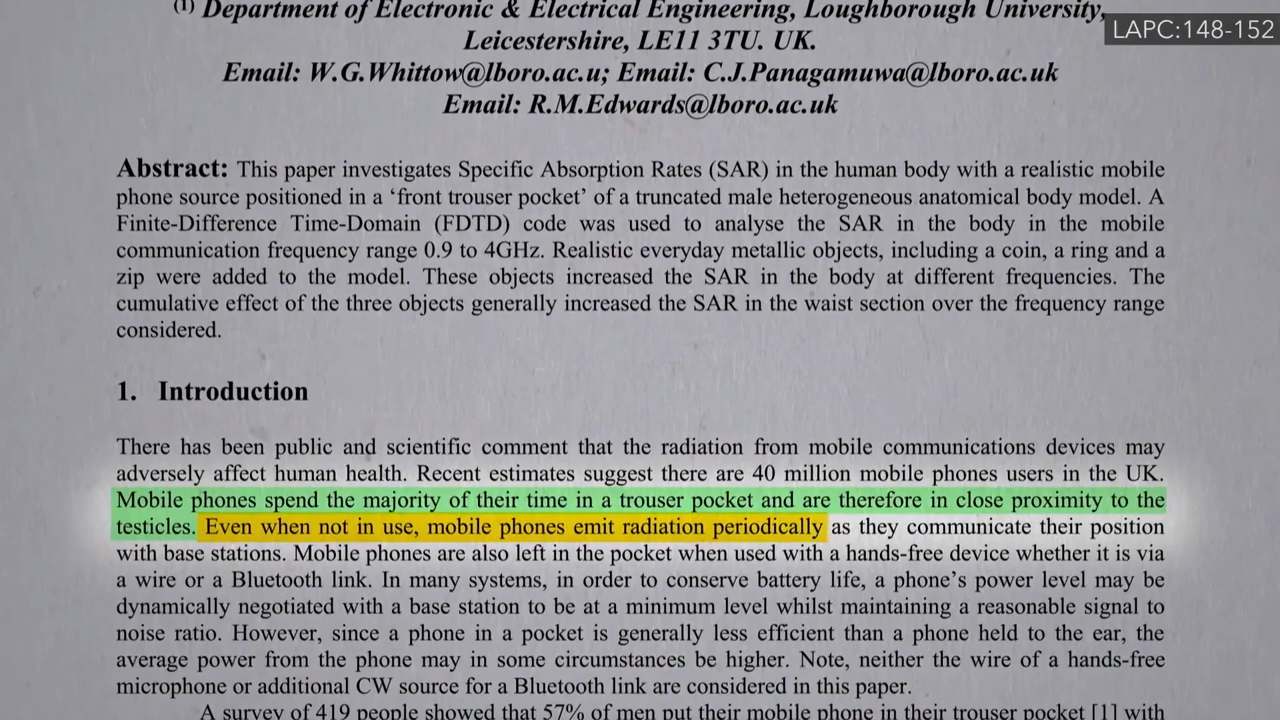 (1) Department of Electronic & Electrical Engineering, Loughborough University,
LAPC:148-152
Leicestershire, LE11 3TU. UK.
Email: W.G.Whittow@lboro.ac.u; Email: C.J.Panagamuwa@lboro.ac.uk
Email: R.M.Edwards@lboro.ac.uk
Abstract: This paper investigates Specific Absorption Rates (SAR) in the human body with a realistic mobile
phone source positioned in a ‘front trouser pocket’ of a truncated male heterogeneous anatomical body model. A
Finite-Difference Time-Domain (FDTD) code was used to analyse the SAR in the body in the mobile
communication frequency range 0.9 to 4GHz. Realistic everyday metallic objects, including a coin, a ring and a
zip were added to the model. These objects increased the SAR in the body at different frequencies. The
cumulative effect of the three objects generally increased the SAR in the waist section over the frequency range
considered.
1. Introduction
There has been public and scientific comment that the radiation from mobile communications devices may
adversely affect human health. Recent estimates suggest there are 40 million mobile phones users in the UK.
Mobile phones spend the majority of their time in a trouser pocket and are therefore in close proximity to the
testicles. Even when not in use, mobile phones emit radiation periodically as they communicate their position
with base stations. Mobile phones are also left in the pocket when used with a hands-free device whether it is via
a wire or a Bluetooth link. In many systems, in order to conserve battery life, a phone’s power level may be
dynamically negotiated with a base station to be at a minimum level whilst maintaining a reasonable signal to
noise ratio. However, since a phone in a pocket is generally less efficient than a phone held to the ear, the
average power from the phone may in some circumstances be higher. Note, neither the wire of a hands-free
microphone or additional CW source for a Bluetooth link are considered in this paper.
A survey of 419 people showed that 57% of men put their mobile phone in their trouser pocket [1] with